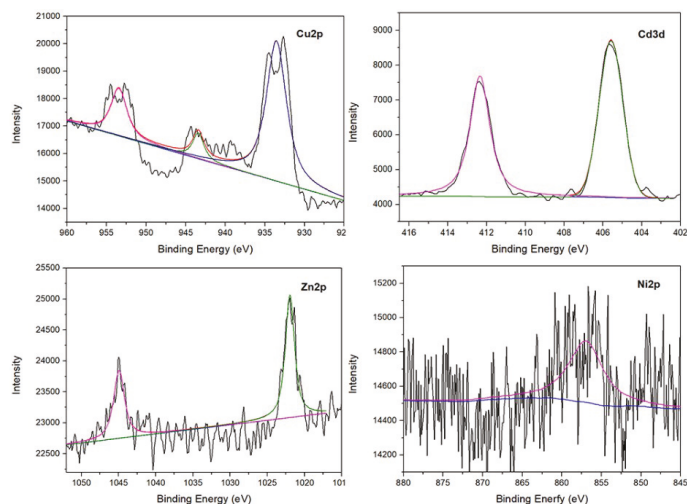 Cu2p
21000
20000
19000
18000
17000
16000
15000
14000
Intensity
960 955 950 945 940 935 930 92
Binding Energy (eV)
Cd3d
9000
8000
7000
6000
5000
4000
Intensity
416 414 412 410 408 406 404 402
Binding Energy (eV)
Zn2p
25500
25000
24500
24000
23500
23000
22500
Intensity
1050 1045 1040 1035 1030 1025 1020 1015
Binding Energy (eV)
Ni2p
15200
15000
14800
14600
14400
14200
Intensity
880 875 870 865 860 855 850 845
Binding Enerfy (eV)